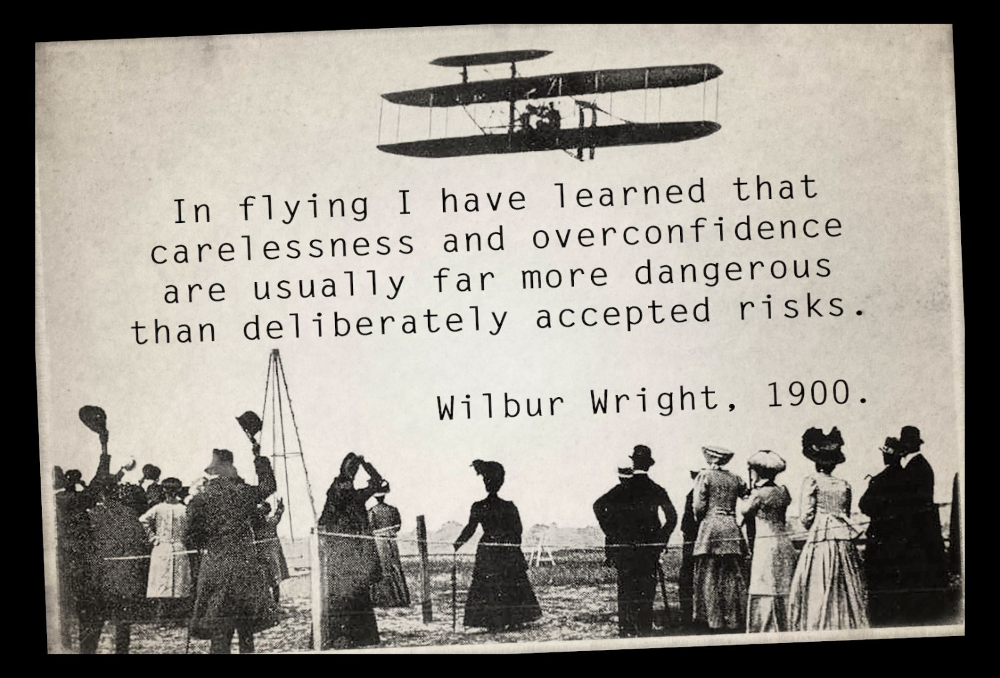 In flying I have learned that
carelessness and overconfidence
are usually far more dangerous
than deliberately accepted risks.
Wilbur Wright, 1900.